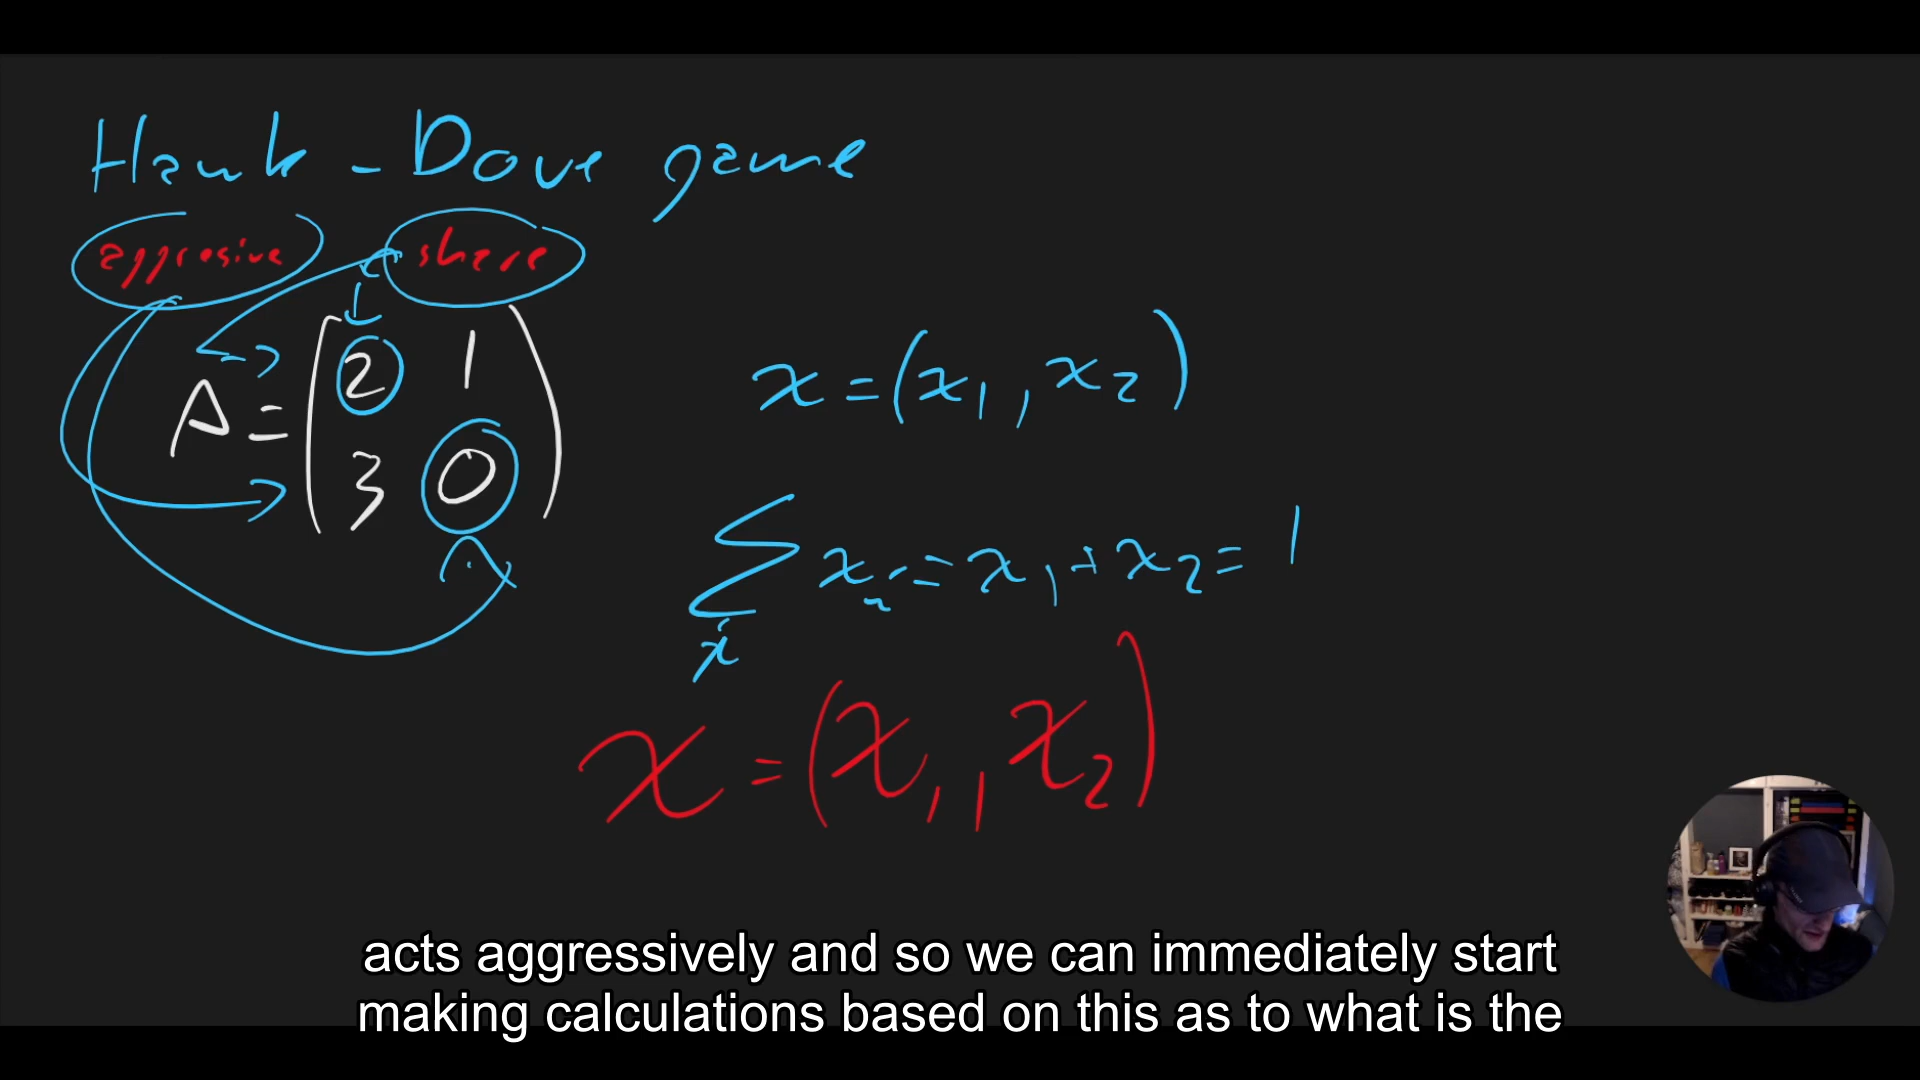 Hawk - Dove game
aggrosive share
A = ( 2 1
3 0 )
x = (x₁, x₂)
∑ᵢ xᵢ = x₁ + x₂ = 1
x = (x₁, x₂)
acts aggressively and so we can immediately start
making calculations based on this as to what is the